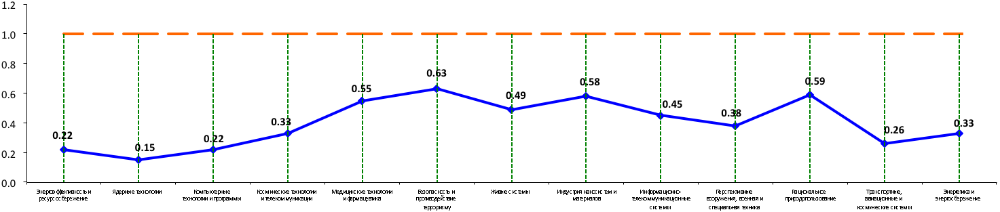 1.2
1.0
0.8
0.6
0.4
0.2
0.0
0.22
0.15
0.22
0.33
0.55
0.63
0.49
0.58
0.45
0.38
0.59
0.26
0.33
Энергоэффективность и
ресурсосбережение
Ядерные технологии
Компьютерные
технологии и программы
Космические технологии
и телекоммуникации
Медицинские технологии
и фармацевтика
Безопасность и
противодействие
терроризму
Живые системы
Индустрия наносистем и
материалов
Информационно-
телекоммуникационные
системы
Перспективные
вооружения, военная и
специальная техника
Рациональное
природопользование
Транспортные,
авиационные и
космические системы
Энергетика и
энергосбережение